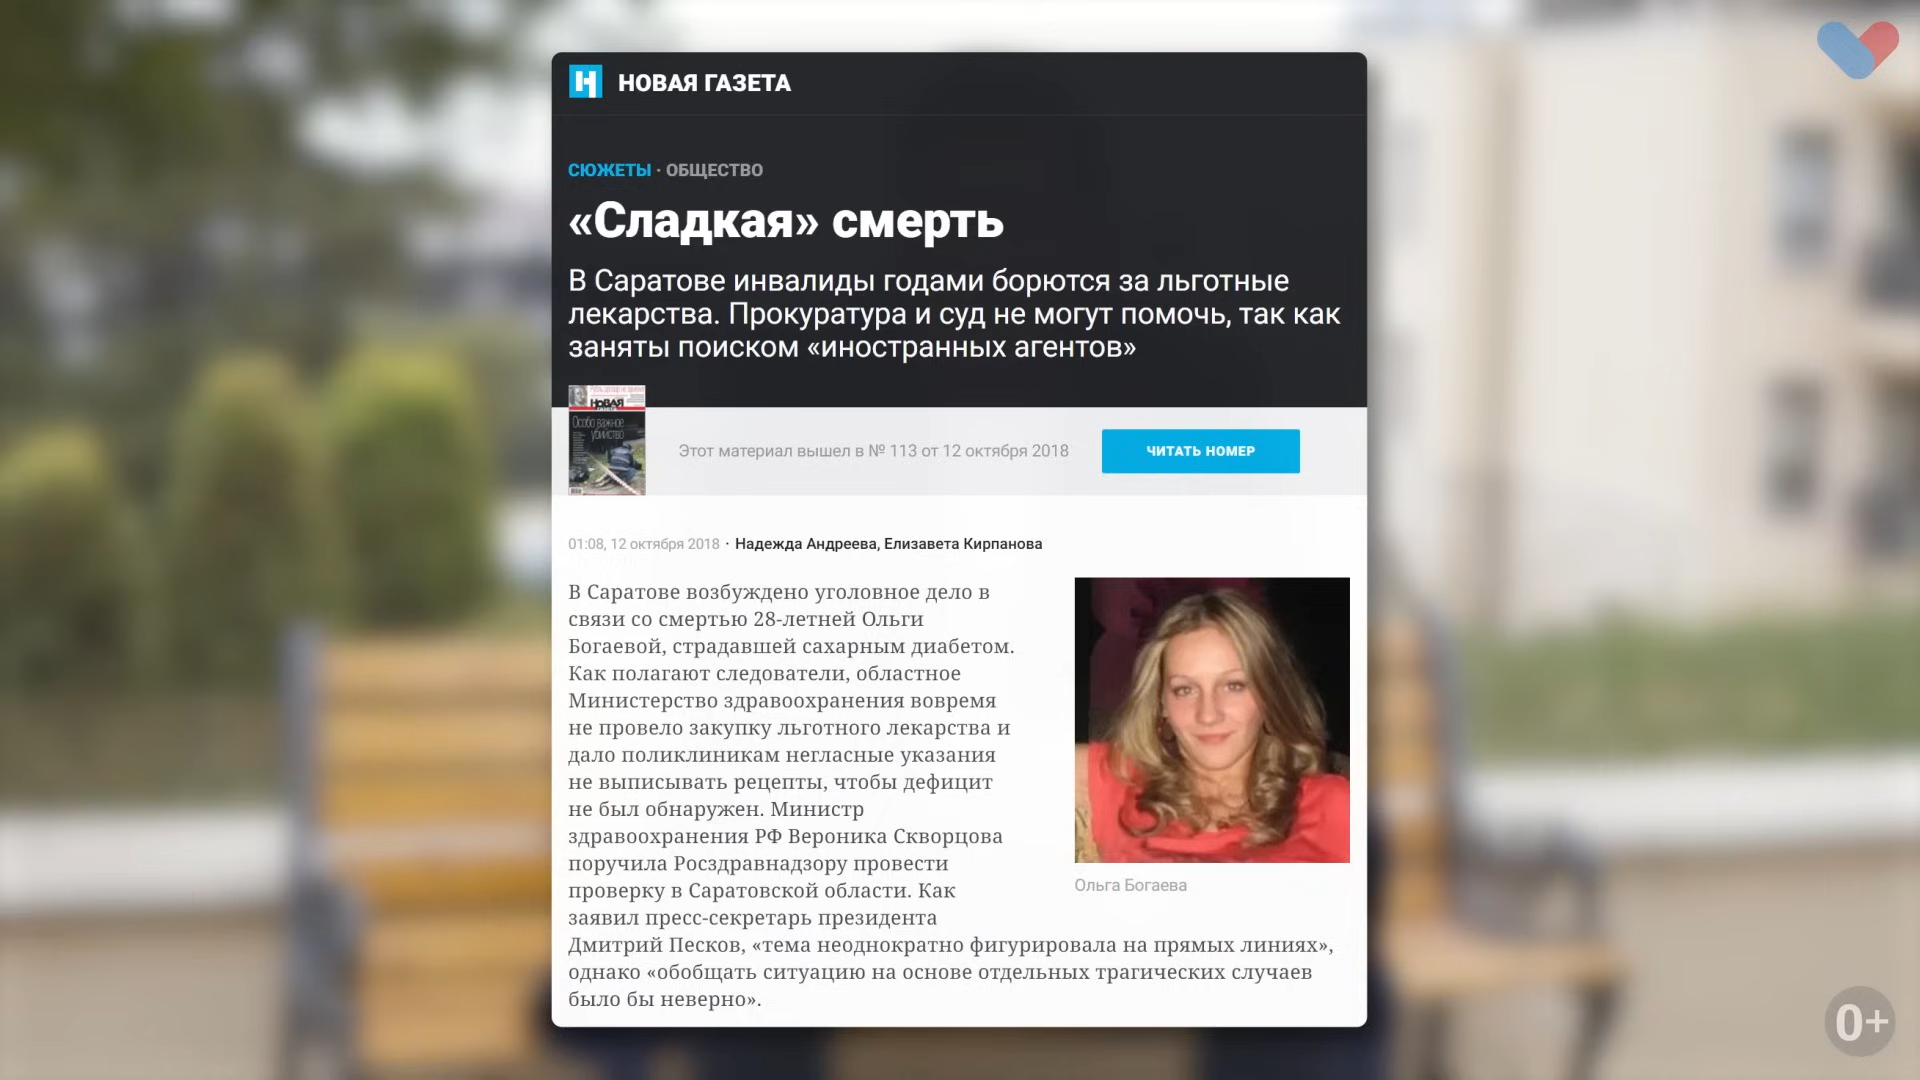 НОВАЯ ГАЗЕТА
СЮЖЕТЫ · ОБЩЕСТВО
«Сладкая» смерть
В Саратове инвалиды годами борются за льготные
лекарства. Прокуратура и суд не могут помочь, так как
заняты поиском «иностранных агентов»
НОВАЯ
Особо важное
убийство
Этот материал вышел в № 113 от 12 октября 2018
ЧИТАТЬ НОМЕР
01:08, 12 октября 2018 · Надежда Андреева, Елизавета Кирпанова
В Саратове возбуждено уголовное дело в
связи со смертью 28-летней Ольги
Богаевой, страдавшей сахарным диабетом.
Как полагают следователи, областное
Министерство здравоохранения вовремя
не провело закупку льготного лекарства и
дало поликлиникам негласные указания
не выписывать рецепты, чтобы дефицит
не был обнаружен. Министр
здравоохранения РФ Вероника Скворцова
поручила Росздравнадзору провести
проверку в Саратовской области. Как
заявил пресс-секретарь президента
Дмитрий Песков, «тема неоднократно фигурировала на прямых линиях»,
однако «обобщать ситуацию на основе отдельных трагических случаев
было бы неверно».
Ольга Богаева
0+